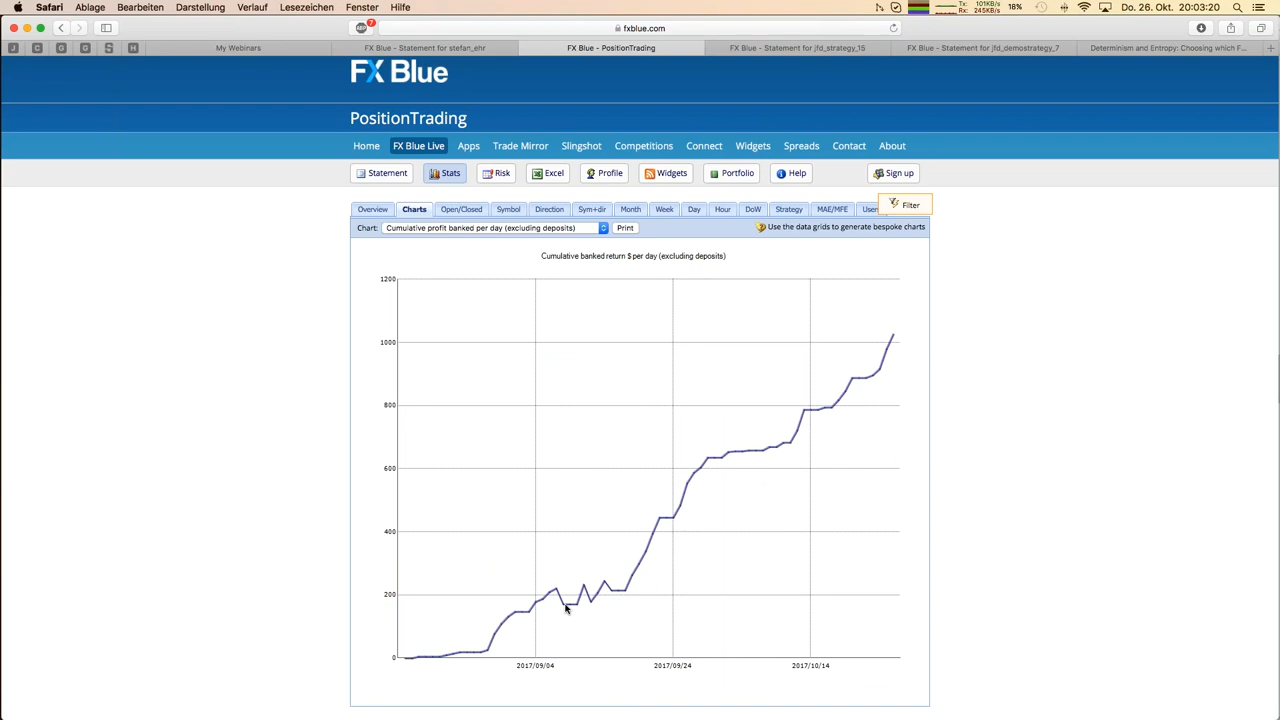 Safari Ablage Bearbeiten Darstellung Verlauf Lesezeichen Fenster Hilfe Tx: 101KB/s Rx: 245KB/s 18% Do. 26. Okt. 20:03:20
7 fxblue.com
J C G G S H My Webinars FX Blue - Statement for stefan_ehr FX Blue - PositionTrading FX Blue - Statement for jfd_strategy_15 FX Blue - Statement for jfd_demostrategy_7 Determinism and Entropy: Choosing which F...
FX Blue
PositionTrading
Home FX Blue Live Apps Trade Mirror Slingshot Competitions Connect Widgets Spreads Contact About
Statement Stats Risk Excel Profile Widgets Portfolio Help Sign up
Filter
Overview Charts Open/Closed Symbol Direction Sym+dir Month Week Day Hour DoW Strategy MAE/MFE User
Chart: Cumulative profit banked per day (excluding deposits) Print Use the data grids to generate bespoke charts
Cumulative banked return $ per day (excluding deposits)
1200
1000
800
600
400
200
0
2017/09/04 2017/09/24 2017/10/14